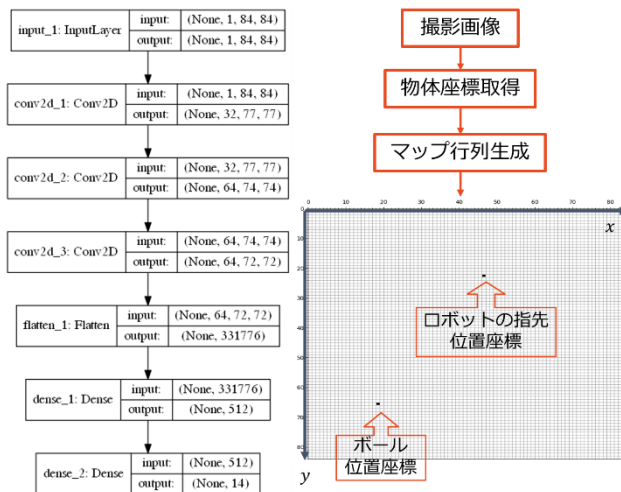 input_1: InputLayer
input: (None, 1, 84, 84)
output: (None, 1, 84, 84)
conv2d_1: Conv2D
input: (None, 1, 84, 84)
output: (None, 32, 77, 77)
conv2d_2: Conv2D
input: (None, 32, 77, 77)
output: (None, 64, 74, 74)
conv2d_3: Conv2D
input: (None, 64, 74, 74)
output: (None, 64, 72, 72)
flatten_1: Flatten
input: (None, 64, 72, 72)
output: (None, 331776)
dense_1: Dense
input: (None, 331776)
output: (None, 512)
dense_2: Dense
input: (None, 512)
output: (None, 14)
撮影画像
物体座標取得
マップ行列生成
0 10 20 30 40 50 60 70 80
x
0
10
20
30
40
50
60
70
80
y
ロボットの指先
位置座標
ボール
位置座標